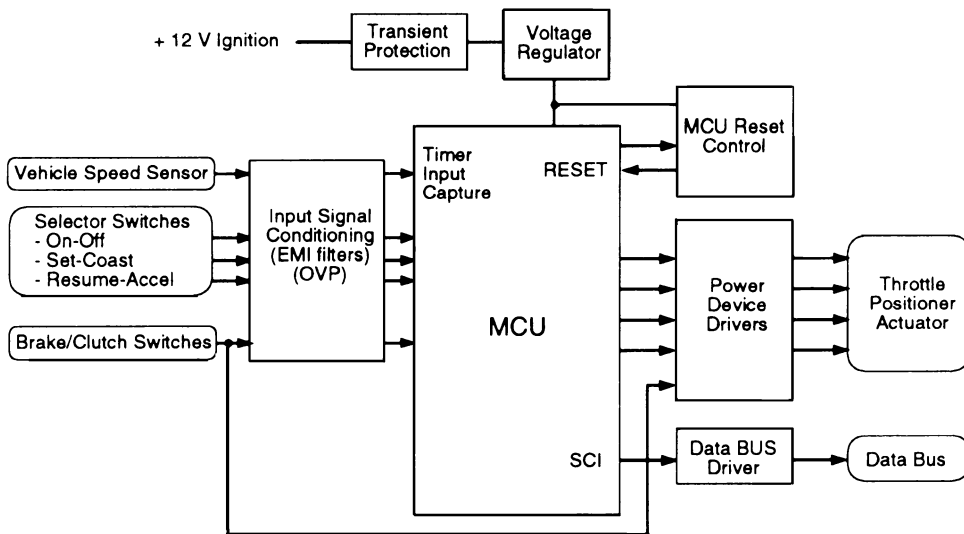 + 12 V Ignition
Transient
Protection
Voltage
Regulator
MCU Reset
Control
Vehicle Speed Sensor
Selector Switches
- On-Off
- Set-Coast
- Resume-Accel
Brake/Clutch Switches
Input Signal
Conditioning
(EMI filters)
(OVP)
Timer
Input
Capture
RESET
MCU
SCI
Power
Device
Drivers
Throttle
Positioner
Actuator
Data BUS
Driver
Data Bus